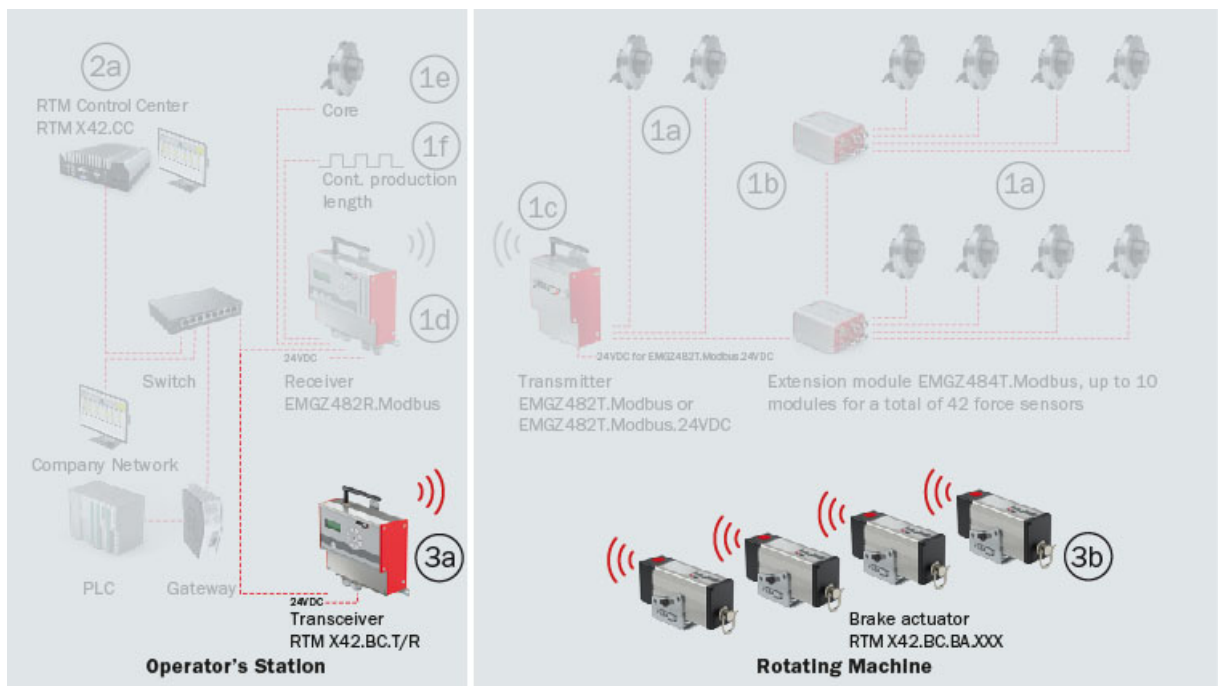 2a
RTM Control Center
RTM X42.CC
1e
Core
1f
Cont. production
length
1d
24VDC
Switch
Receiver
EMGZ482R.Modbus
Company Network
PLC
Gateway
3a
24VDC
Transceiver
RTM X42.BC.T/R
Operator's Station
1a
1b
1a
1c
24VDC for EMGZ482T.Modbus.24VDC
Transmitter
EMGZ482T.Modbus or
EMGZ482T.Modbus.24VDC
Extension module EMGZ484T.Modbus, up to 10
modules for a total of 42 force sensors
3b
Brake actuator
RTM X42.BC.BA.XXX
Rotating Machine